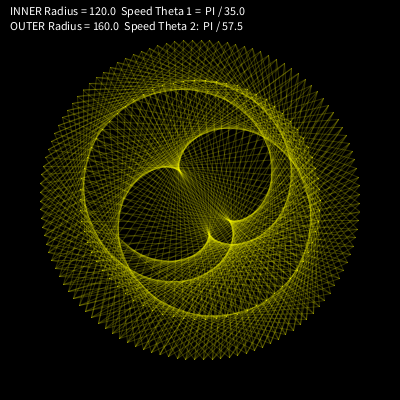 INNER Radius = 120.0  Speed Theta 1 =  PI / 35.0
OUTER Radius = 160.0  Speed Theta 2:  PI / 57.5